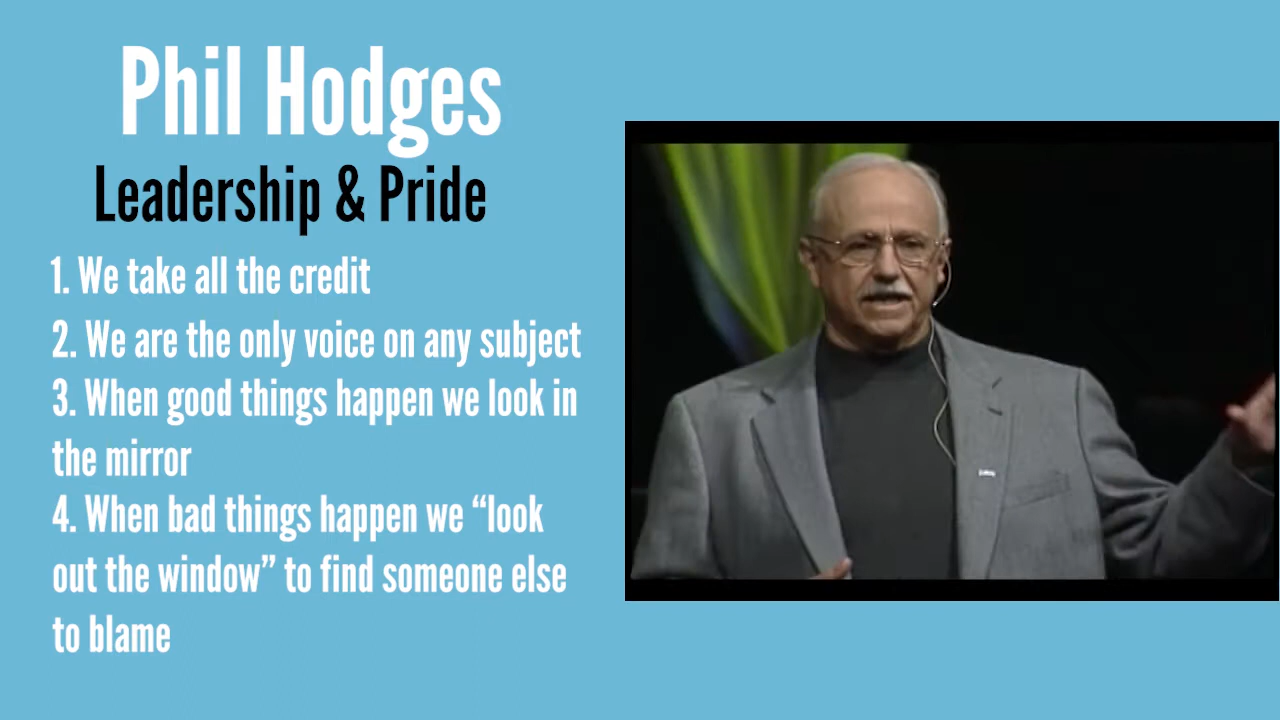 Phil Hodges
Leadership & Pride
1. We take all the credit
2. We are the only voice on any subject
3. When good things happen we look in
the mirror
4. When bad things happen we “look
out the window” to find someone else
to blame